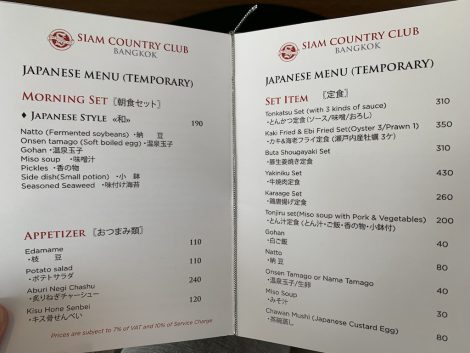 SIAM COUNTRY CLUB
BANGKOK
JAPANESE MENU (TEMPORARY)
MORNING SET [朝食セット]
♦ JAPANESE STYLE «和» 190
Natto (Fermented soybeans) ・納 豆
Onsen tamago (Soft boiled egg) ・温泉玉子
Gohan ・温泉玉子
Miso soup ・味噌汁
Pickles ・香の物
Side dish(Small potion) ・小 鉢
Seasoned Seaweed ・味付け海苔
APPETIZER [おつまみ類]
Edamame 110
・枝 豆
Potato salad 110
・ポテトサラダ
Aburi Negi Chashu 240
・炙りねぎチャーシュー
Kisu Hone Senbei 120
・キス骨せんべい
Prices are subject to 7% of VAT and 10% of Service Charge
SIAM COUNTRY CLUB
BANGKOK
JAPANESE MENU (TEMPORARY)
SET ITEM [定食]
Tonkatsu Set (with 3 kinds of sauce) 310
・とんかつ定食 (ソース/味噌/おろし)
Kaki Fried & Ebi Fried Set(Oyster 3/Prawn 1) 350
・カキ&海老フライ定食 (瀬戸内産牡蠣 3ケ)
Buta Shougayaki Set 310
・豚生姜焼き定食
Yakiniku Set 430
・牛焼肉定食
Karaage Set 260
・鶏唐揚げ定食
Tonjiru set(Miso soup with Pork & Vegetables) 200
・とん汁定食 (とん汁・ご飯・香の物・小鉢付)
Gohan 40
・白ご飯
Natto 80
・納 豆
Onsen Tamago or Nama Tamago 40
・温泉玉子/生卵
Miso Soup 30
・みそ汁
Chawan Mushi (Japanese Custard Egg) 80
・茶碗蒸し